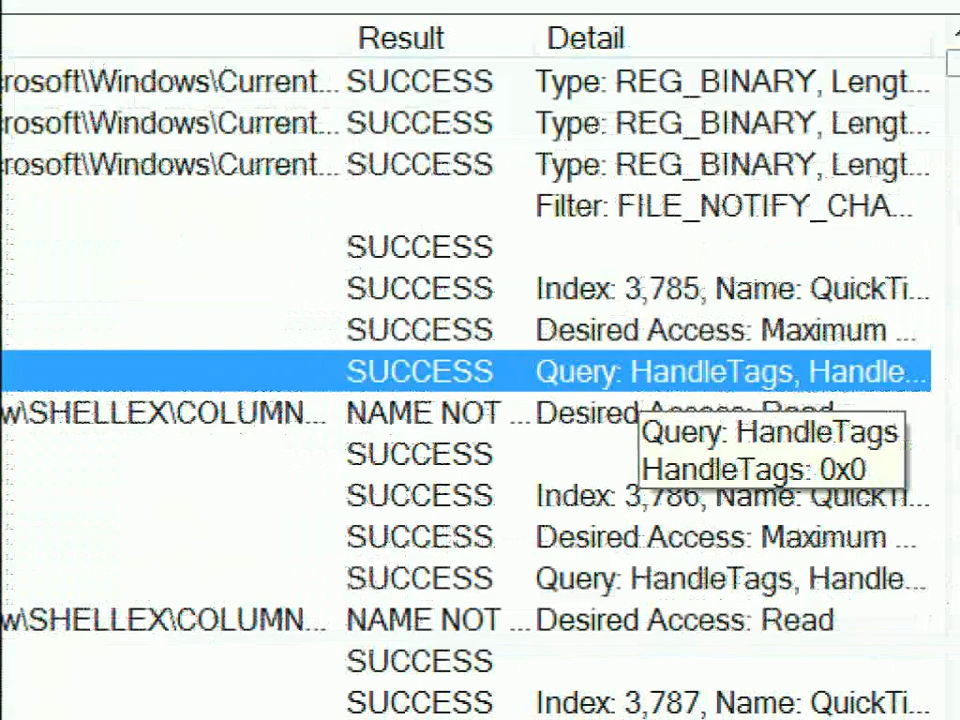 Result Detail
crosoft\Windows\Current... SUCCESS Type: REG_BINARY, Lengt...
rosoft\Windows\Current... SUCCESS Type: REG_BINARY, Lengt...
rosoft\Windows\Current... SUCCESS Type: REG_BINARY, Lengt...
Filter: FILE_NOTIFY_CHA...
SUCCESS
SUCCESS Index: 3,785, Name: QuickTi...
SUCCESS Desired Access: Maximum ...
SUCCESS Query: HandleTags, Handle...
w\SHELLEX\COLUMN... NAME NOT ... Desired Access: Read
Query: HandleTags
HandleTags: 0x0
SUCCESS
SUCCESS Index: 3,786, Name: QuickTi...
SUCCESS Desired Access: Maximum ...
SUCCESS Query: HandleTags, Handle...
w\SHELLEX\COLUMN... NAME NOT ... Desired Access: Read
SUCCESS
SUCCESS Index: 3,787, Name: QuickTi...